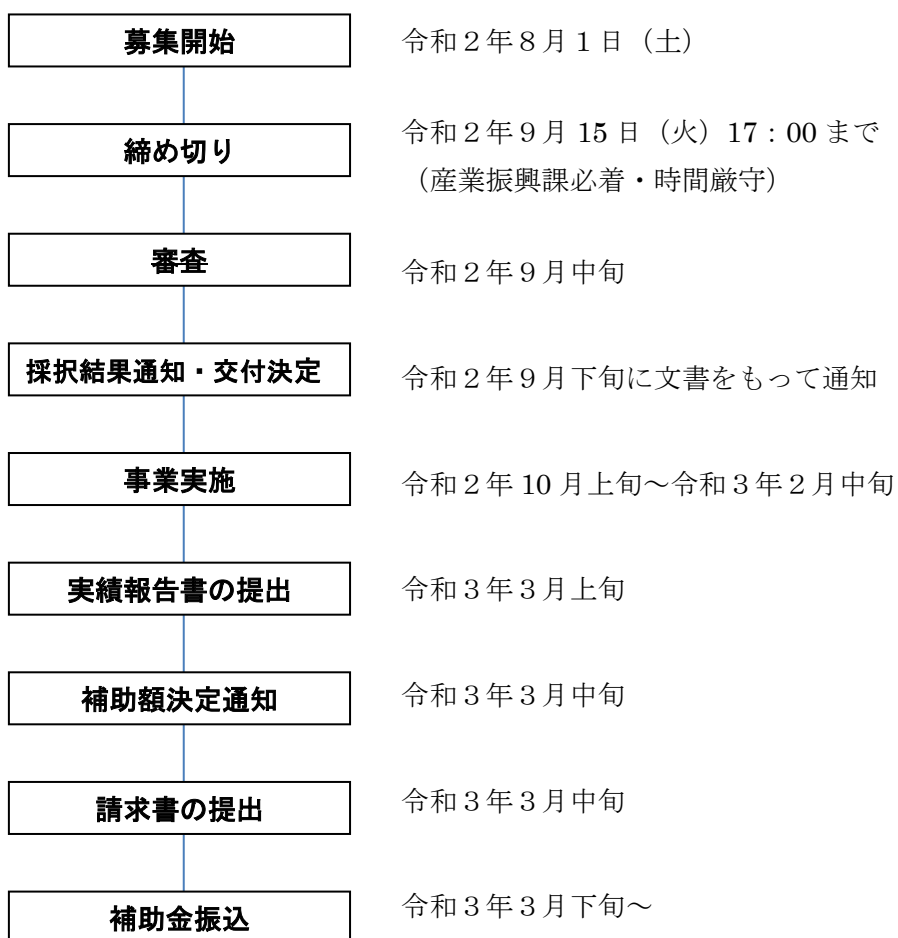 募集開始 令和２年８月１日（土）
締め切り 令和２年９月 15 日（火）17：00 まで
（産業振興課必着・時間厳守）
審査 令和２年９月中旬
採択結果通知・交付決定 令和２年９月下旬に文書をもって通知
事業実施 令和２年 10 月上旬～令和３年２月中旬
実績報告書の提出 令和３年３月上旬
補助額決定通知 令和３年３月中旬
請求書の提出 令和３年３月中旬
補助金振込 令和３年３月下旬～